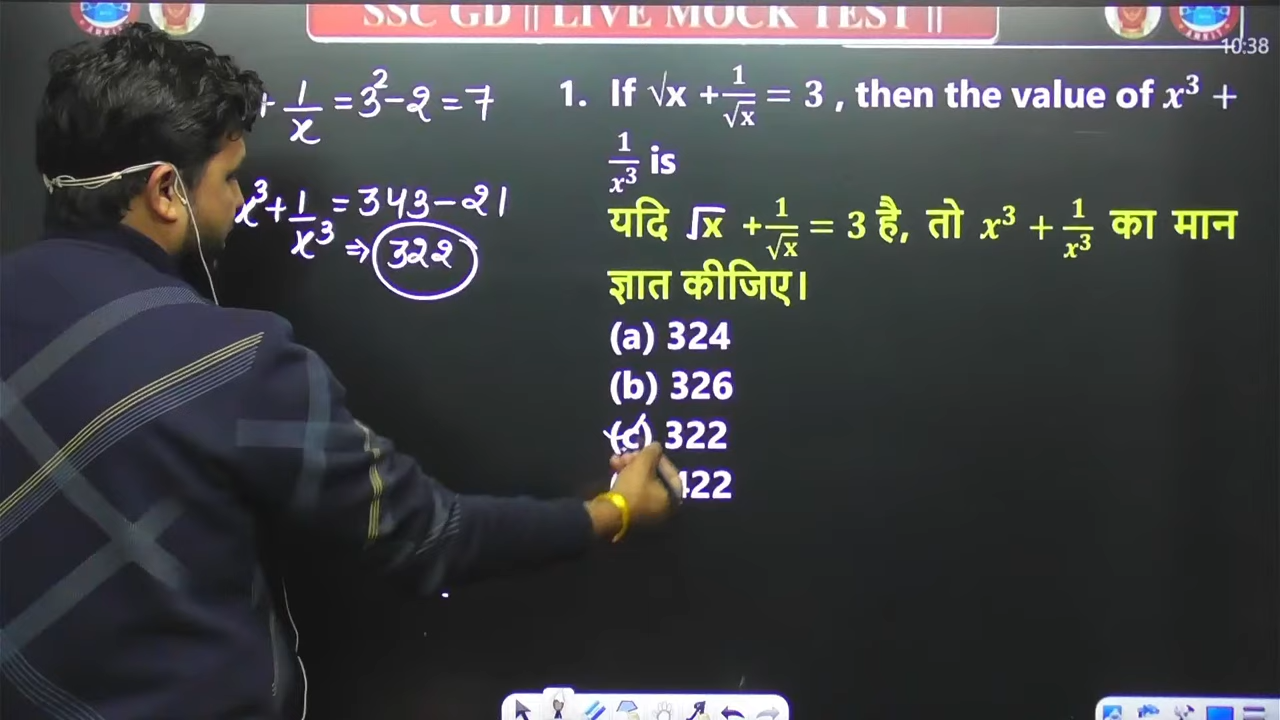 SSC GD || LIVE MOCK TEST ||
10:38
+ 1/x = 3² - 2 = 7
x³ + 1/x³ = 343 - 21
⇒ 322
1. If √x + 1/√x = 3 , then the value of x³ +
1/x³ is
यदि √x + 1/√x = 3 है, तो x³ + 1/x³ का मान
ज्ञात कीजिए।
(a) 324
(b) 326
(c) 322
422